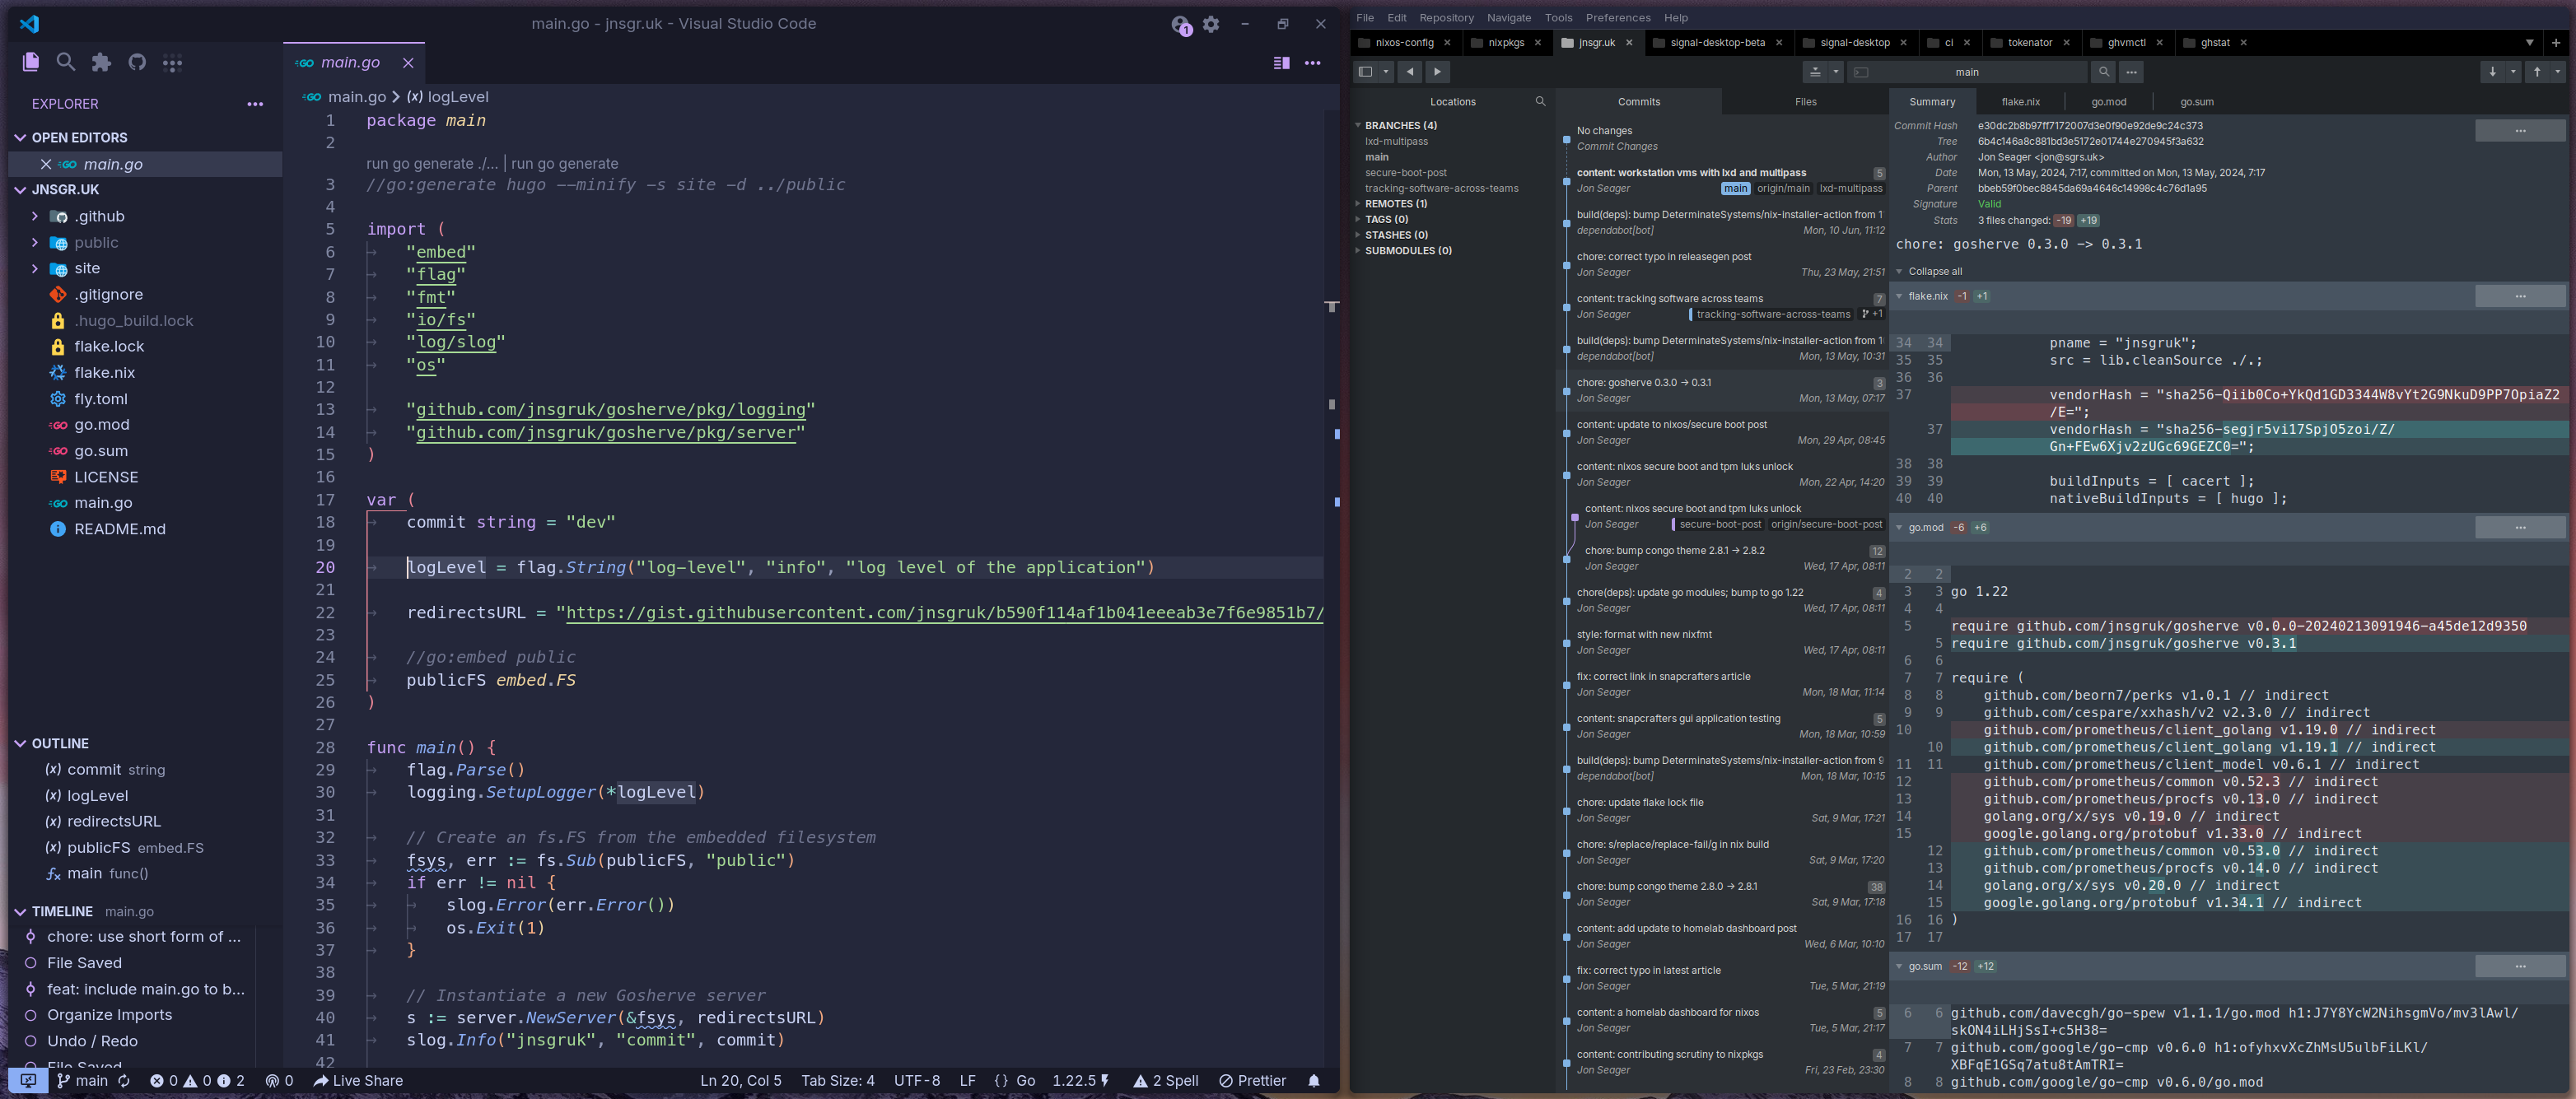 main.go - jnsgr.uk - Visual Studio Code
1
main.go
EXPLORER
OPEN EDITORS
main.go
JNSGR.UK
.github
public
site
.gitignore
.hugo_build.lock
flake.lock
flake.nix
fly.toml
go.mod
go.sum
LICENSE
main.go
README.md
OUTLINE
commit string
logLevel
redirectsURL
publicFS embed.FS
main func()
TIMELINE main.go
chore: use short form of ...
File Saved
feat: include main.go to b...
Organize Imports
Undo / Redo
File Saved
main.go > (x) logLevel
1 package main
2
run go generate ./... | run go generate
3 //go:generate hugo --minify -s site -d ../public
4
5 import (
6 "embed"
7 "flag"
8 "fmt"
9 "io/fs"
10 "log/slog"
11 "os"
12
13 "github.com/jnsgruk/gosherve/pkg/logging"
14 "github.com/jnsgruk/gosherve/pkg/server"
15 )
16
17 var (
18 commit string = "dev"
19
20 logLevel = flag.String("log-level", "info", "log level of the application")
21
22 redirectsURL = "https://gist.githubusercontent.com/jnsgruk/b590f114af1b041eeeab3e7f6e9851b7/
23
24 //go:embed public
25 publicFS embed.FS
26 )
27
28 func main() {
29 flag.Parse()
30 logging.SetupLogger(*logLevel)
31
32 // Create an fs.FS from the embedded filesystem
33 fsys, err := fs.Sub(publicFS, "public")
34 if err != nil {
35 slog.Error(err.Error())
36 os.Exit(1)
37 }
38
39 // Instantiate a new Gosherve server
40 s := server.NewServer(&fsys, redirectsURL)
41 slog.Info("jnsgruk", "commit", commit)
42
main 0 0 2 0 Live Share Ln 20, Col 5 Tab Size: 4 UTF-8 LF {} Go 1.22.5 2 Spell Prettier
File Edit Repository Navigate Tools Preferences Help
nixos-config nixpkgs jnsgr.uk signal-desktop-beta signal-desktop ci tokenator ghvmctl ghstat
main
Locations
BRANCHES (4)
lxd-multipass
main
secure-boot-post
tracking-software-across-teams
REMOTES (1)
TAGS (0)
STASHES (0)
SUBMODULES (0)
Commits Files
No changes
Commit Changes
content: workstation vms with lxd and multipass 5
Jon Seager main origin/main lxd-multipass
build(deps): bump DeterminateSystems/nix-installer-action from 1
dependabot[bot] Mon, 10 Jun, 11:12
chore: correct typo in releasegen post
Jon Seager Thu, 23 May, 21:51
content: tracking software across teams 7
Jon Seager tracking-software-across-teams +1
build(deps): bump DeterminateSystems/nix-installer-action from 1
dependabot[bot] Mon, 13 May, 10:31
chore: gosherve 0.3.0 -> 0.3.1 3
Jon Seager Mon, 13 May, 07:17
content: update to nixos/secure boot post
Jon Seager Mon, 29 Apr, 08:45
content: nixos secure boot and tpm luks unlock
Jon Seager Mon, 22 Apr, 14:20
content: nixos secure boot and tpm luks unlock
Jon Seager secure-boot-post origin/secure-boot-post
chore: bump congo theme 2.8.1 -> 2.8.2 12
Jon Seager Wed, 17 Apr, 08:11
chore(deps): update go modules; bump to go 1.22 4
Jon Seager Wed, 17 Apr, 08:11
style: format with new nixfmt
Jon Seager Wed, 17 Apr, 08:11
fix: correct link in snapcrafters article
Jon Seager Mon, 18 Mar, 11:14
content: snapcrafters gui application testing 5
Jon Seager Mon, 18 Mar, 10:59
build(deps): bump DeterminateSystems/nix-installer-action from 9
dependabot[bot] Mon, 18 Mar, 10:15
chore: update flake lock file
Jon Seager Sat, 9 Mar, 17:21
chore: s/replace/replace-fail/g in nix build
Jon Seager Sat, 9 Mar, 17:20
chore: bump congo theme 2.8.0 -> 2.8.1 38
Jon Seager Sat, 9 Mar, 17:18
content: add update to homelab dashboard post
Jon Seager Wed, 6 Mar, 10:10
fix: correct typo in latest article
Jon Seager Tue, 5 Mar, 21:19
content: a homelab dashboard for nixos 5
Jon Seager Tue, 5 Mar, 21:17
content: contributing scrutiny to nixpkgs 4
Jon Seager Fri, 23 Feb, 23:30
Summary flake.nix go.mod go.sum
Commit Hash e30dc2b8b97ff7172007d3e0f90e92de9c24c373
Tree 6b4c146a8c881bd3e5172e01744e270945f3a632
Author Jon Seager <jon@sgrs.uk>
Date Mon, 13 May, 2024, 7:17, committed on Mon, 13 May, 2024, 7:17
Parent bbeb59f0bec8845da69a4646c14998c4c76d1a95
Signature Valid
Stats 3 files changed: -19 +19
chore: gosherve 0.3.0 -> 0.3.1
Collapse all
flake.nix -1 +1
34 34 pname = "jnsgruk";
35 35 src = lib.cleanSource ./.;
36 36
37 vendorHash = "sha256-Qiib0Co+YkQd1GD3344W8vYt2G9NkuD9PP7OpiaZ2
/E=";
37 vendorHash = "sha256-segjr5vi17SpjO5zoi/Z/
Gn+FEw6Xjv2zUGc69GEZC0=";
38 38
39 39 buildInputs = [ cacert ];
40 40 nativeBuildInputs = [ hugo ];
go.mod -6 +6
2 2
3 3 go 1.22
4 4
5 require github.com/jnsgruk/gosherve v0.0.0-20240213091946-a45de12d9350
5 require github.com/jnsgruk/gosherve v0.3.1
6 6
7 7 require (
8 8 github.com/beorn7/perks v1.0.1 // indirect
9 9 github.com/cespare/xxhash/v2 v2.3.0 // indirect
10 github.com/prometheus/client_golang v1.19.0 // indirect
10 github.com/prometheus/client_golang v1.19.1 // indirect
11 11 github.com/prometheus/client_model v0.6.1 // indirect
12 github.com/prometheus/common v0.52.3 // indirect
13 github.com/prometheus/procfs v0.13.0 // indirect
14 golang.org/x/sys v0.19.0 // indirect
15 google.golang.org/protobuf v1.33.0 // indirect
12 github.com/prometheus/common v0.53.0 // indirect
13 github.com/prometheus/procfs v0.14.0 // indirect
14 golang.org/x/sys v0.20.0 // indirect
15 google.golang.org/protobuf v1.34.1 // indirect
16 16 )
17 17
go.sum -12 +12
6 6 github.com/davecgh/go-spew v1.1.1/go.mod h1:J7Y8YcW2NihsgmVo/mv3lAwl/
skON4iLHjSsI+c5H38=
7 7 github.com/google/go-cmp v0.6.0 h1:ofyhxvXcZhMsU5ulbFiLKl/
XBFqE1GSq7atu8tAmTRI=
8 8 github.com/google/go-cmp v0.6.0/go.mod